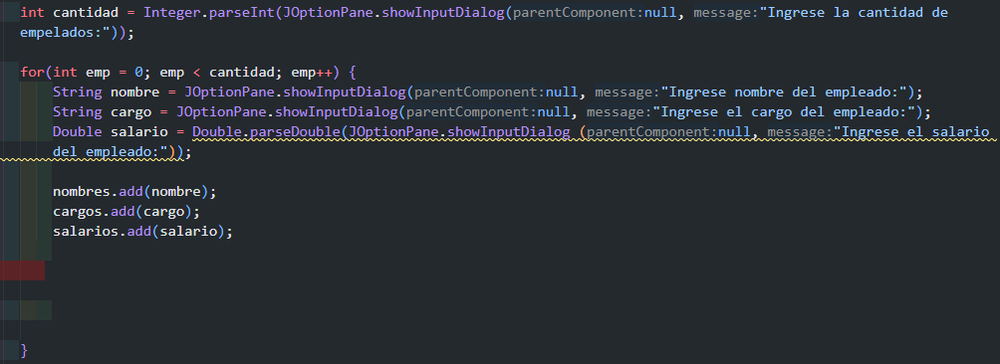 int cantidad = Integer.parseInt(JOptionPane.showInputDialog(parentComponent:null, message:"Ingrese la cantidad de
empelados:"));
for(int emp = 0; emp < cantidad; emp++) {
String nombre = JOptionPane.showInputDialog(parentComponent:null, message:"Ingrese nombre del empleado:");
String cargo = JOptionPane.showInputDialog(parentComponent:null, message:"Ingrese el cargo del empleado:");
Double salario = Double.parseDouble(JOptionPane.showInputDialog (parentComponent:null, message:"Ingrese el salario
del empleado:"));
nombres.add(nombre);
cargos.add(cargo);
salarios.add(salario);
}